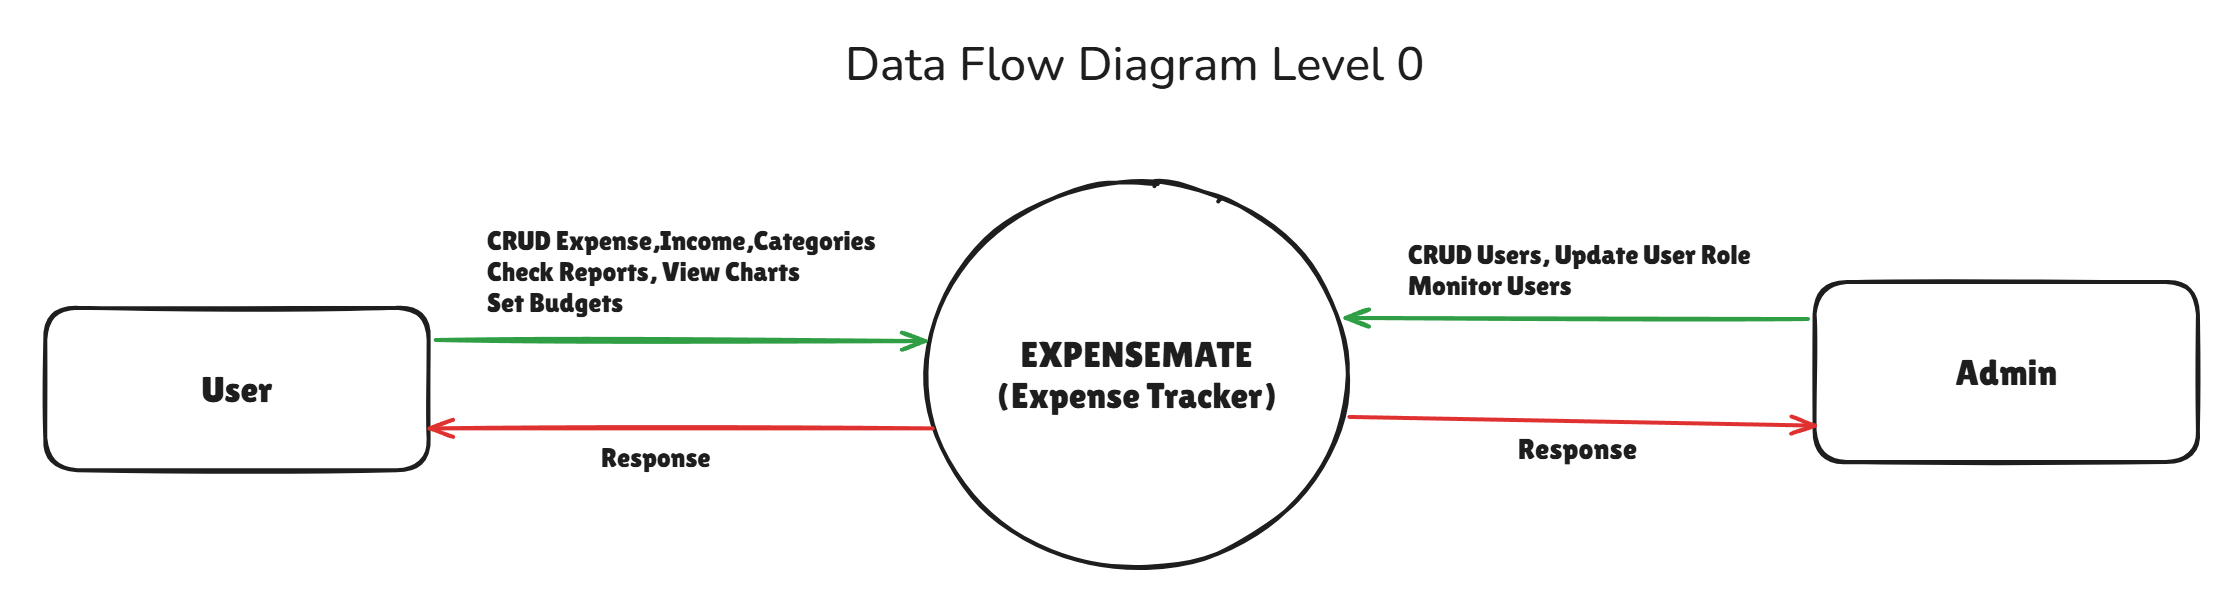 Data Flow Diagram Level 0
CRUD Expense,Income,Categories
Check Reports, View Charts
Set Budgets
CRUD Users, Update User Role
Monitor Users
User
EXPENSEMATE
(Expense Tracker)
Admin
Response
Response